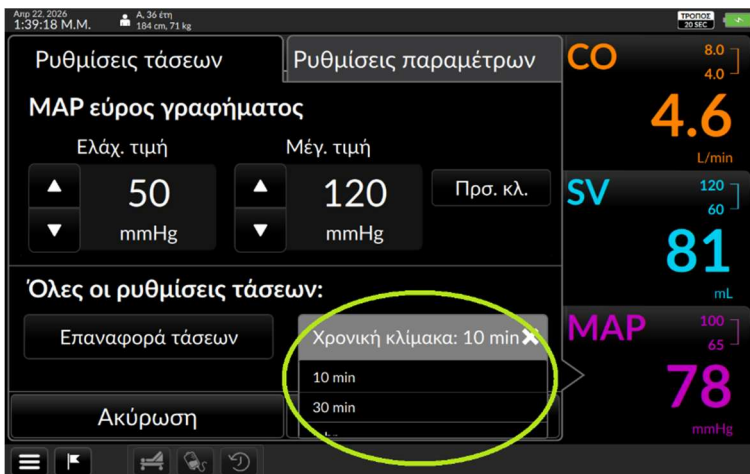 Απρ 22, 2026
1:39:18 Μ.Μ.
Α, 36 έτη
184 cm, 71 kg
ΤΡΟΠΟΣ
20 SEC
Ρυθμίσεις τάσεων
Ρυθμίσεις παραμέτρων
MAP εύρος γραφήματος
Ελάχ. τιμή
Μέγ. τιμή
50
mmHg
120
mmHg
Πρσ. κλ.
Όλες οι ρυθμίσεις τάσεων:
Επαναφορά τάσεων
Χρονική κλίμακα: 10 min
10 min
30 min
Ακύρωση
CO
8.0
4.0
4.6
L/min
SV
120
60
81
mL
MAP
100
65
78
mmHg